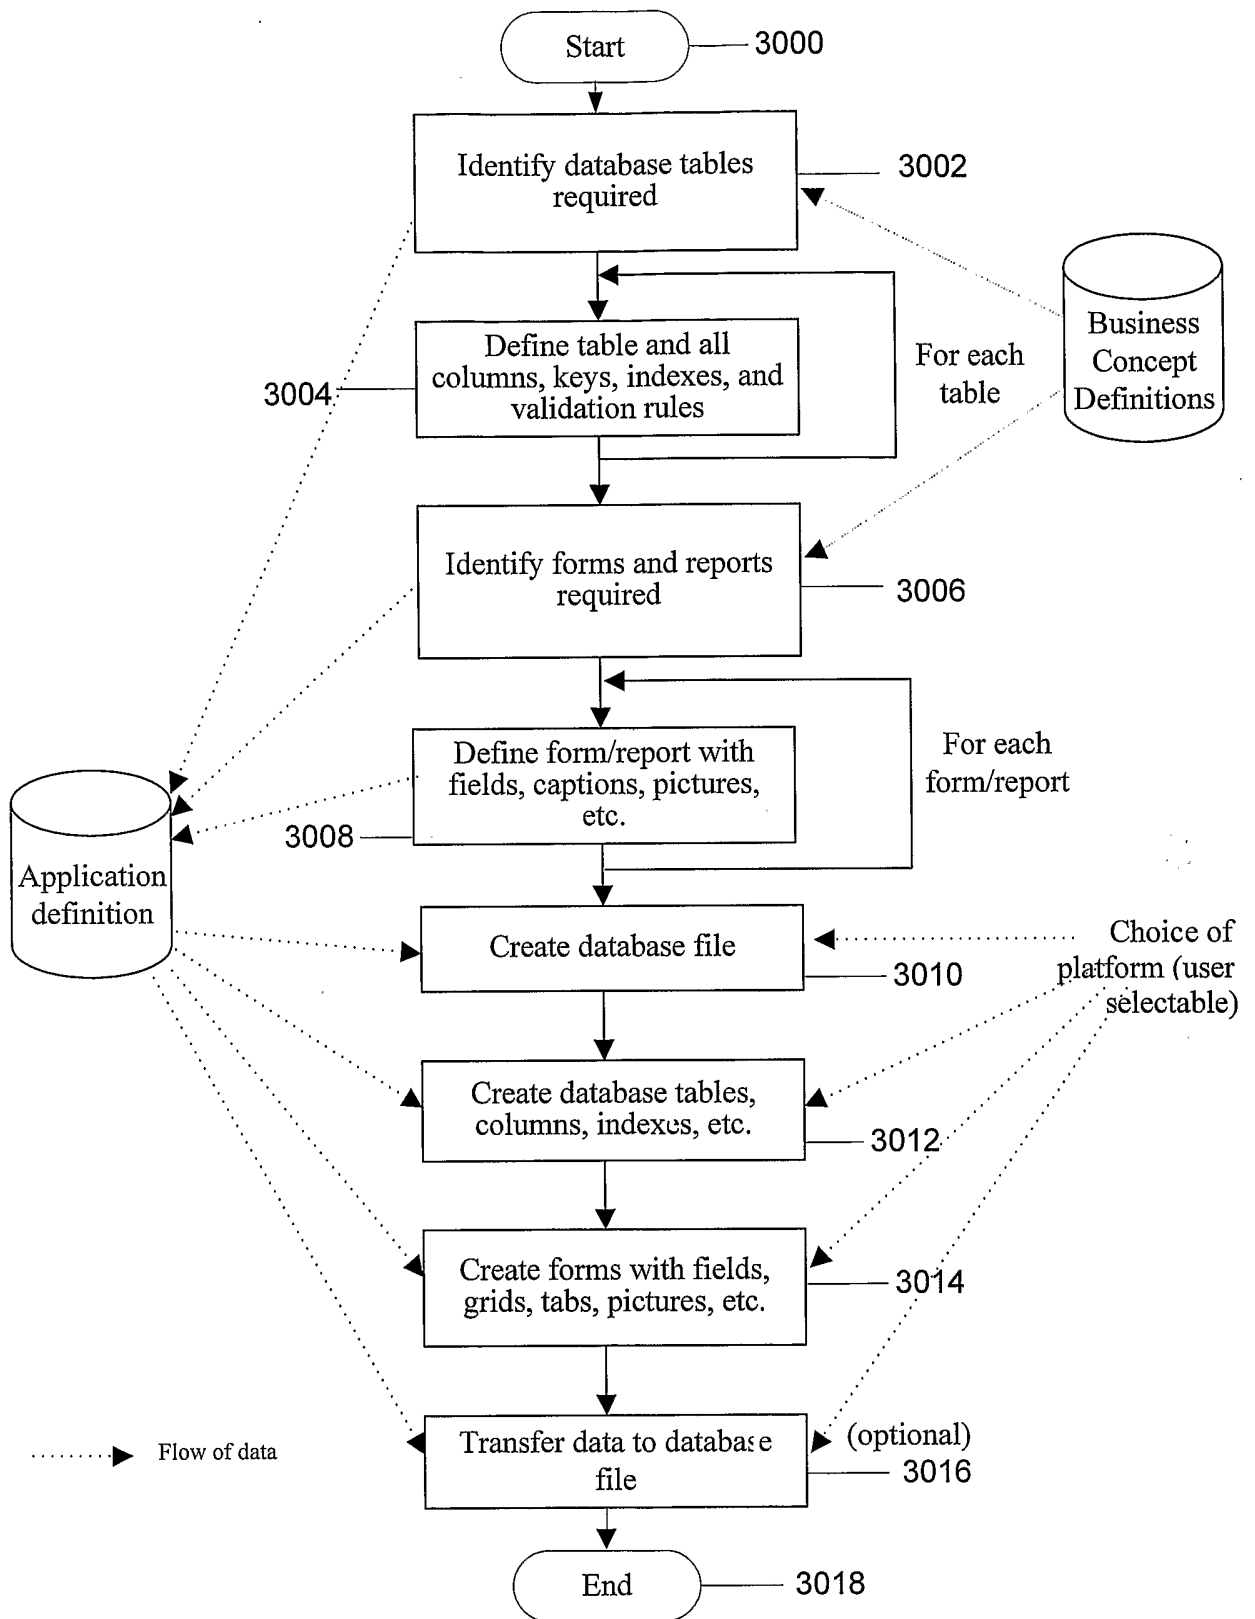 Start
3000
Identify database tables
required
3002
Business
Concept
Definitions
Define table and all
columns, keys, indexes, and
validation rules
3004
For each
table
Identify forms and reports
required
3006
Define form/report with
fields, captions, pictures,
etc.
3008
For each
form/report
Application
definition
Create database file
3010
Choice of
platform (user
selectable)
Create database tables,
columns, indexes, etc.
3012
Create forms with fields,
grids, tabs, pictures, etc.
3014
Transfer data to database
file
(optional)
3016
Flow of data
End
3018